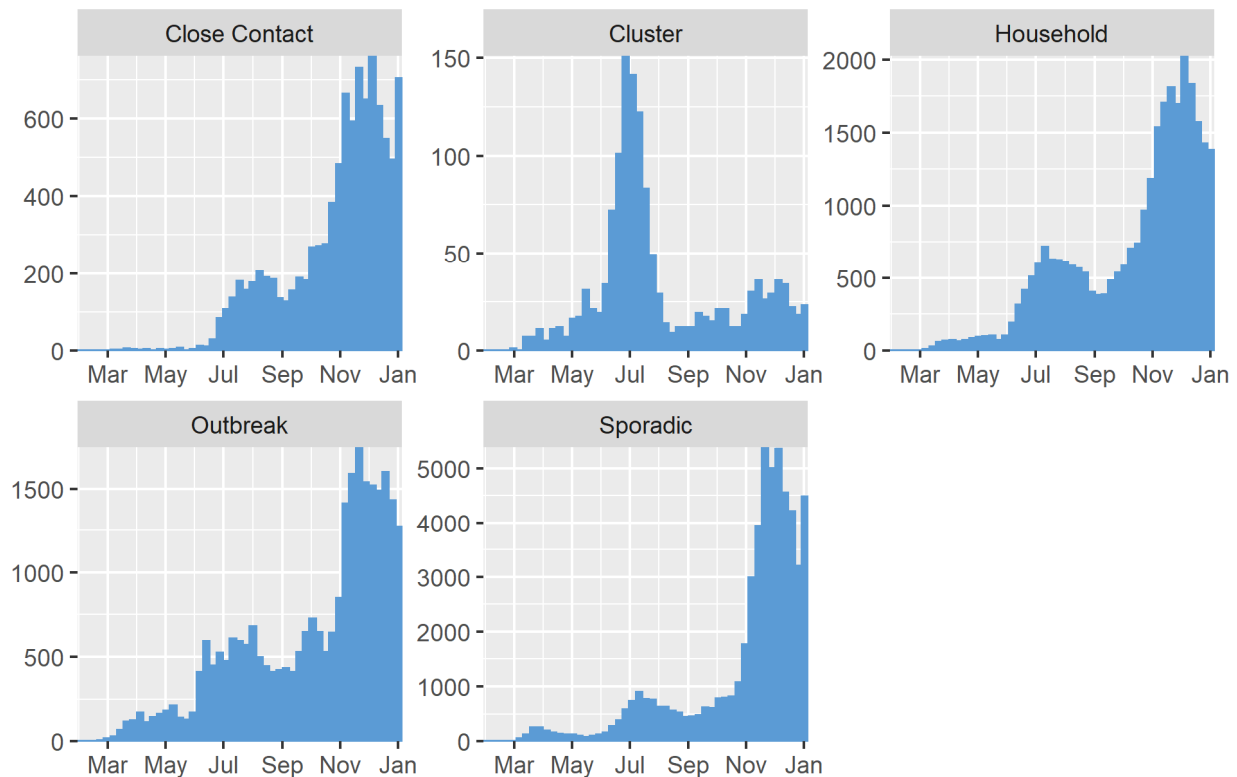 Close Contact
Cluster
Household
600
400
200
0
150
100
50
0
2000
1500
1000
500
0
Mar May Jul Sep Nov Jan
Mar May Jul Sep Nov Jan
Mar May Jul Sep Nov Jan
Outbreak
Sporadic
1500
1000
500
0
5000
4000
3000
2000
1000
0
Mar May Jul Sep Nov Jan
Mar May Jul Sep Nov Jan